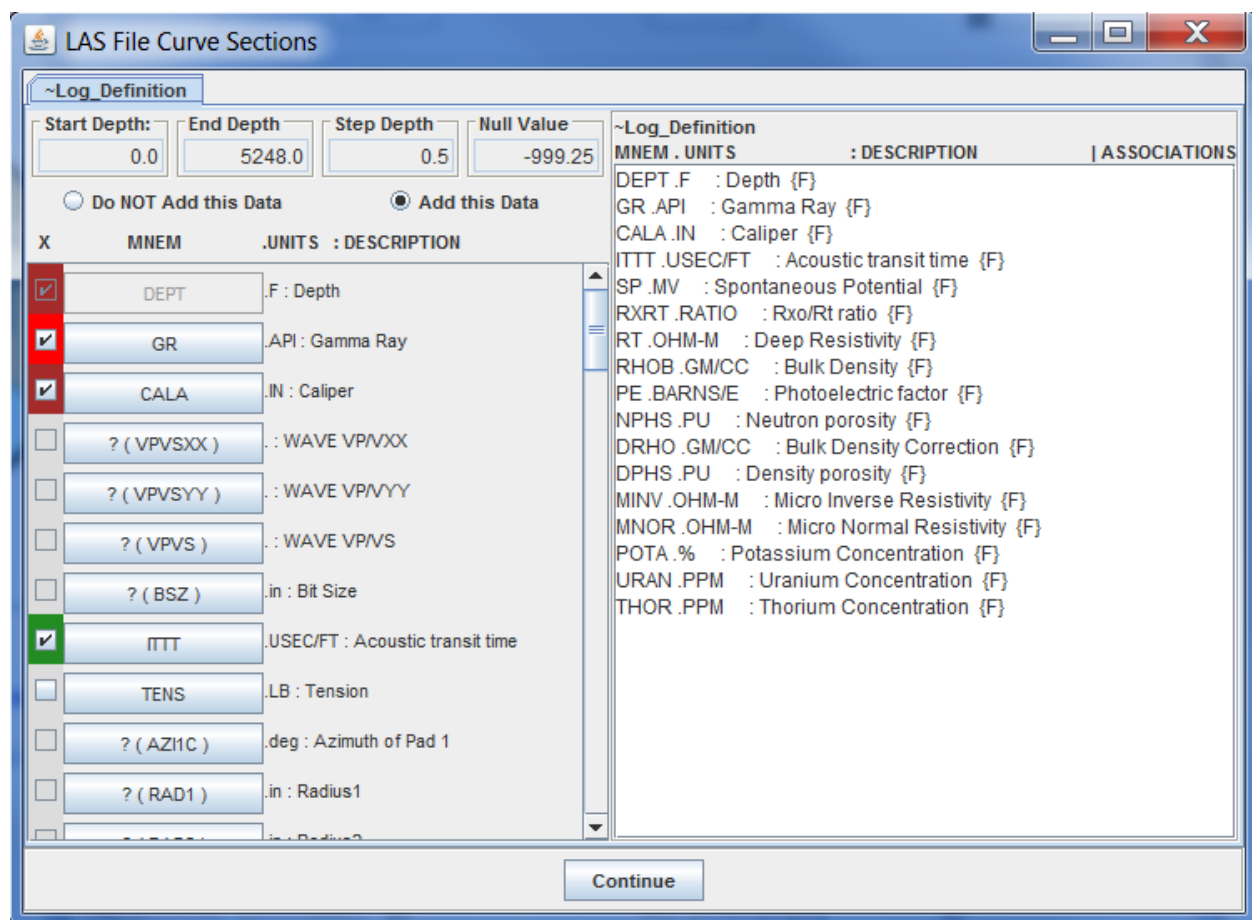 LAS File Curve Sections
~Log_Definition
Start Depth: End Depth Step Depth Null Value
0.0 5248.0 0.5 -999.25
Do NOT Add this Data Add this Data
X MNEM .UNITS : DESCRIPTION
DEPT .F : Depth
GR .API : Gamma Ray
CALA .IN : Caliper
? ( VPVSXX ) . : WAVE VP/VXX
? ( VPVSYY ) . : WAVE VP/VYY
? ( VPVS ) . : WAVE VP/VS
? ( BSZ ) .in : Bit Size
ITTT .USEC/FT : Acoustic transit time
TENS .LB : Tension
? ( AZI1C ) .deg : Azimuth of Pad 1
? ( RAD1 ) .in : Radius1
~Log_Definition
MNEM . UNITS : DESCRIPTION | ASSOCIATIONS
DEPT .F : Depth {F}
GR .API : Gamma Ray {F}
CALA .IN : Caliper {F}
ITTT .USEC/FT : Acoustic transit time {F}
SP .MV : Spontaneous Potential {F}
RXRT .RATIO : Rxo/Rt ratio {F}
RT .OHM-M : Deep Resistivity {F}
RHOB .GM/CC : Bulk Density {F}
PE .BARNS/E : Photoelectric factor {F}
NPHS .PU : Neutron porosity {F}
DRHO .GM/CC : Bulk Density Correction {F}
DPHS .PU : Density porosity {F}
MINV .OHM-M : Micro Inverse Resistivity {F}
MNOR .OHM-M : Micro Normal Resistivity {F}
POTA .% : Potassium Concentration {F}
URAN .PPM : Uranium Concentration {F}
THOR .PPM : Thorium Concentration {F}
Continue